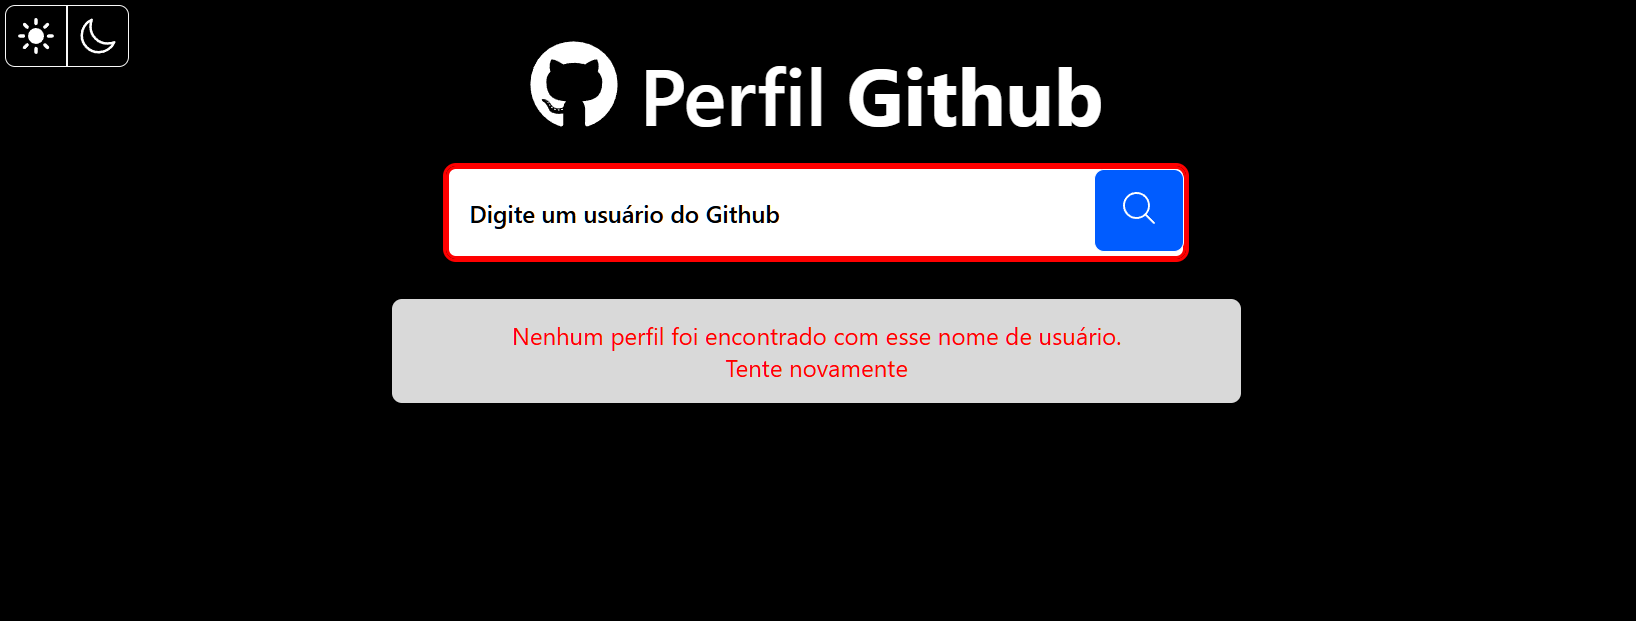 Perfil Github
Digite um usuário do Github
Nenhum perfil foi encontrado com esse nome de usuário.
Tente novamente